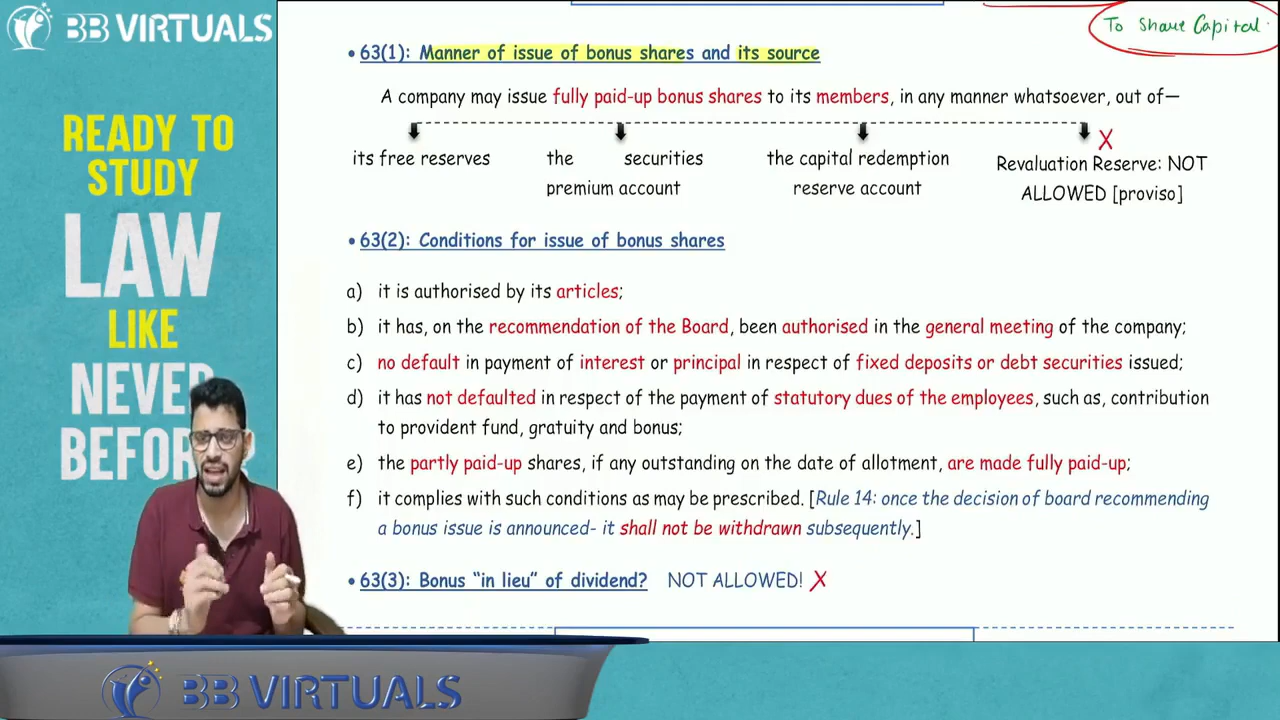 BB VIRTUALS
To Share Capital
READY TO
STUDY
LAW
LIKE
NEVER
BEFOR
• 63(1): Manner of issue of bonus shares and its source
A company may issue fully paid-up bonus shares to its members, in any manner whatsoever, out of—
X
its free reserves
the securities
premium account
the capital redemption
reserve account
Revaluation Reserve: NOT
ALLOWED [proviso]
• 63(2): Conditions for issue of bonus shares
a) it is authorised by its articles;
b) it has, on the recommendation of the Board, been authorised in the general meeting of the company;
c) no default in payment of interest or principal in respect of fixed deposits or debt securities issued;
d) it has not defaulted in respect of the payment of statutory dues of the employees, such as, contribution
to provident fund, gratuity and bonus;
e) the partly paid-up shares, if any outstanding on the date of allotment, are made fully paid-up;
f) it complies with such conditions as may be prescribed. [Rule 14: once the decision of board recommending
a bonus issue is announced- it shall not be withdrawn subsequently.]
• 63(3): Bonus “in lieu” of dividend? NOT ALLOWED! X
BB VIRTUALS